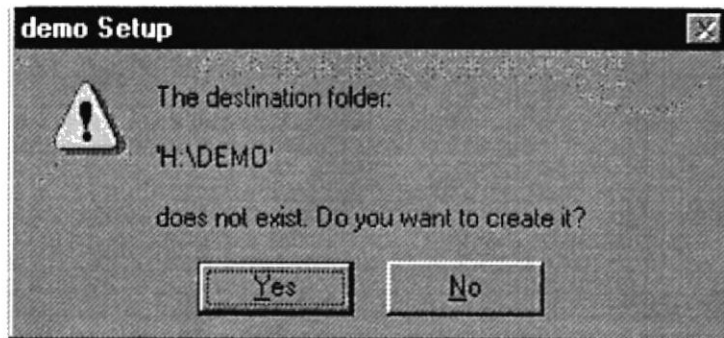 demo Setup
The destination folder:
'H:\DEMO'
does not exist. Do you want to create it?
Yes
No